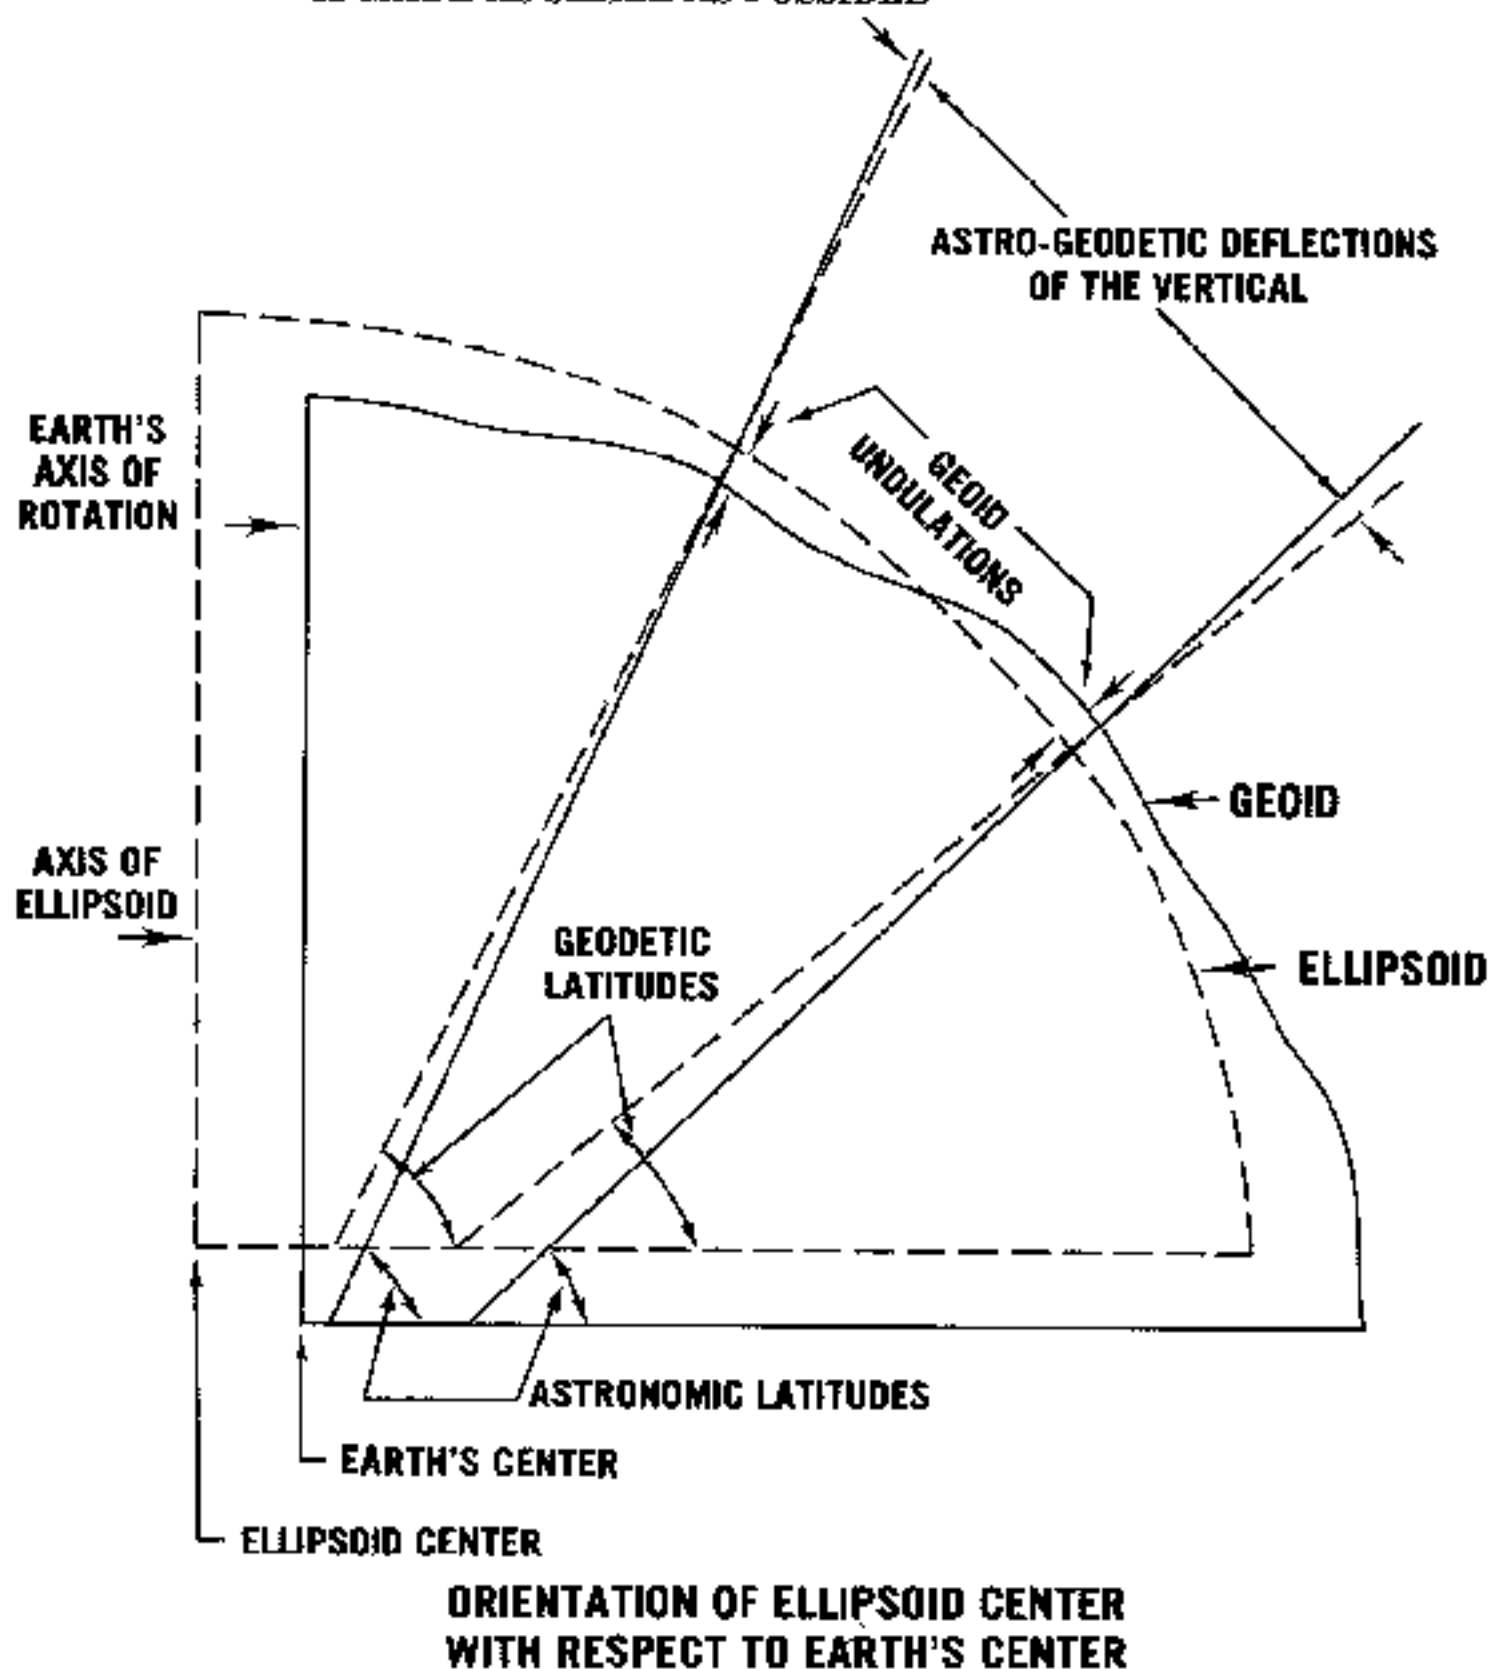 ASTRO-GEODETIC DEFLECTIONS
OF THE VERTICAL
EARTH'S
AXIS OF
ROTATION
GEOID
UNDULATIONS
GEOID
AXIS OF
ELLIPSOID
GEODETIC
LATITUDES
ELLIPSOID
ASTRONOMIC LATITUDES
EARTH'S CENTER
ELLIPSOID CENTER
ORIENTATION OF ELLIPSOID CENTER
WITH RESPECT TO EARTH'S CENTER